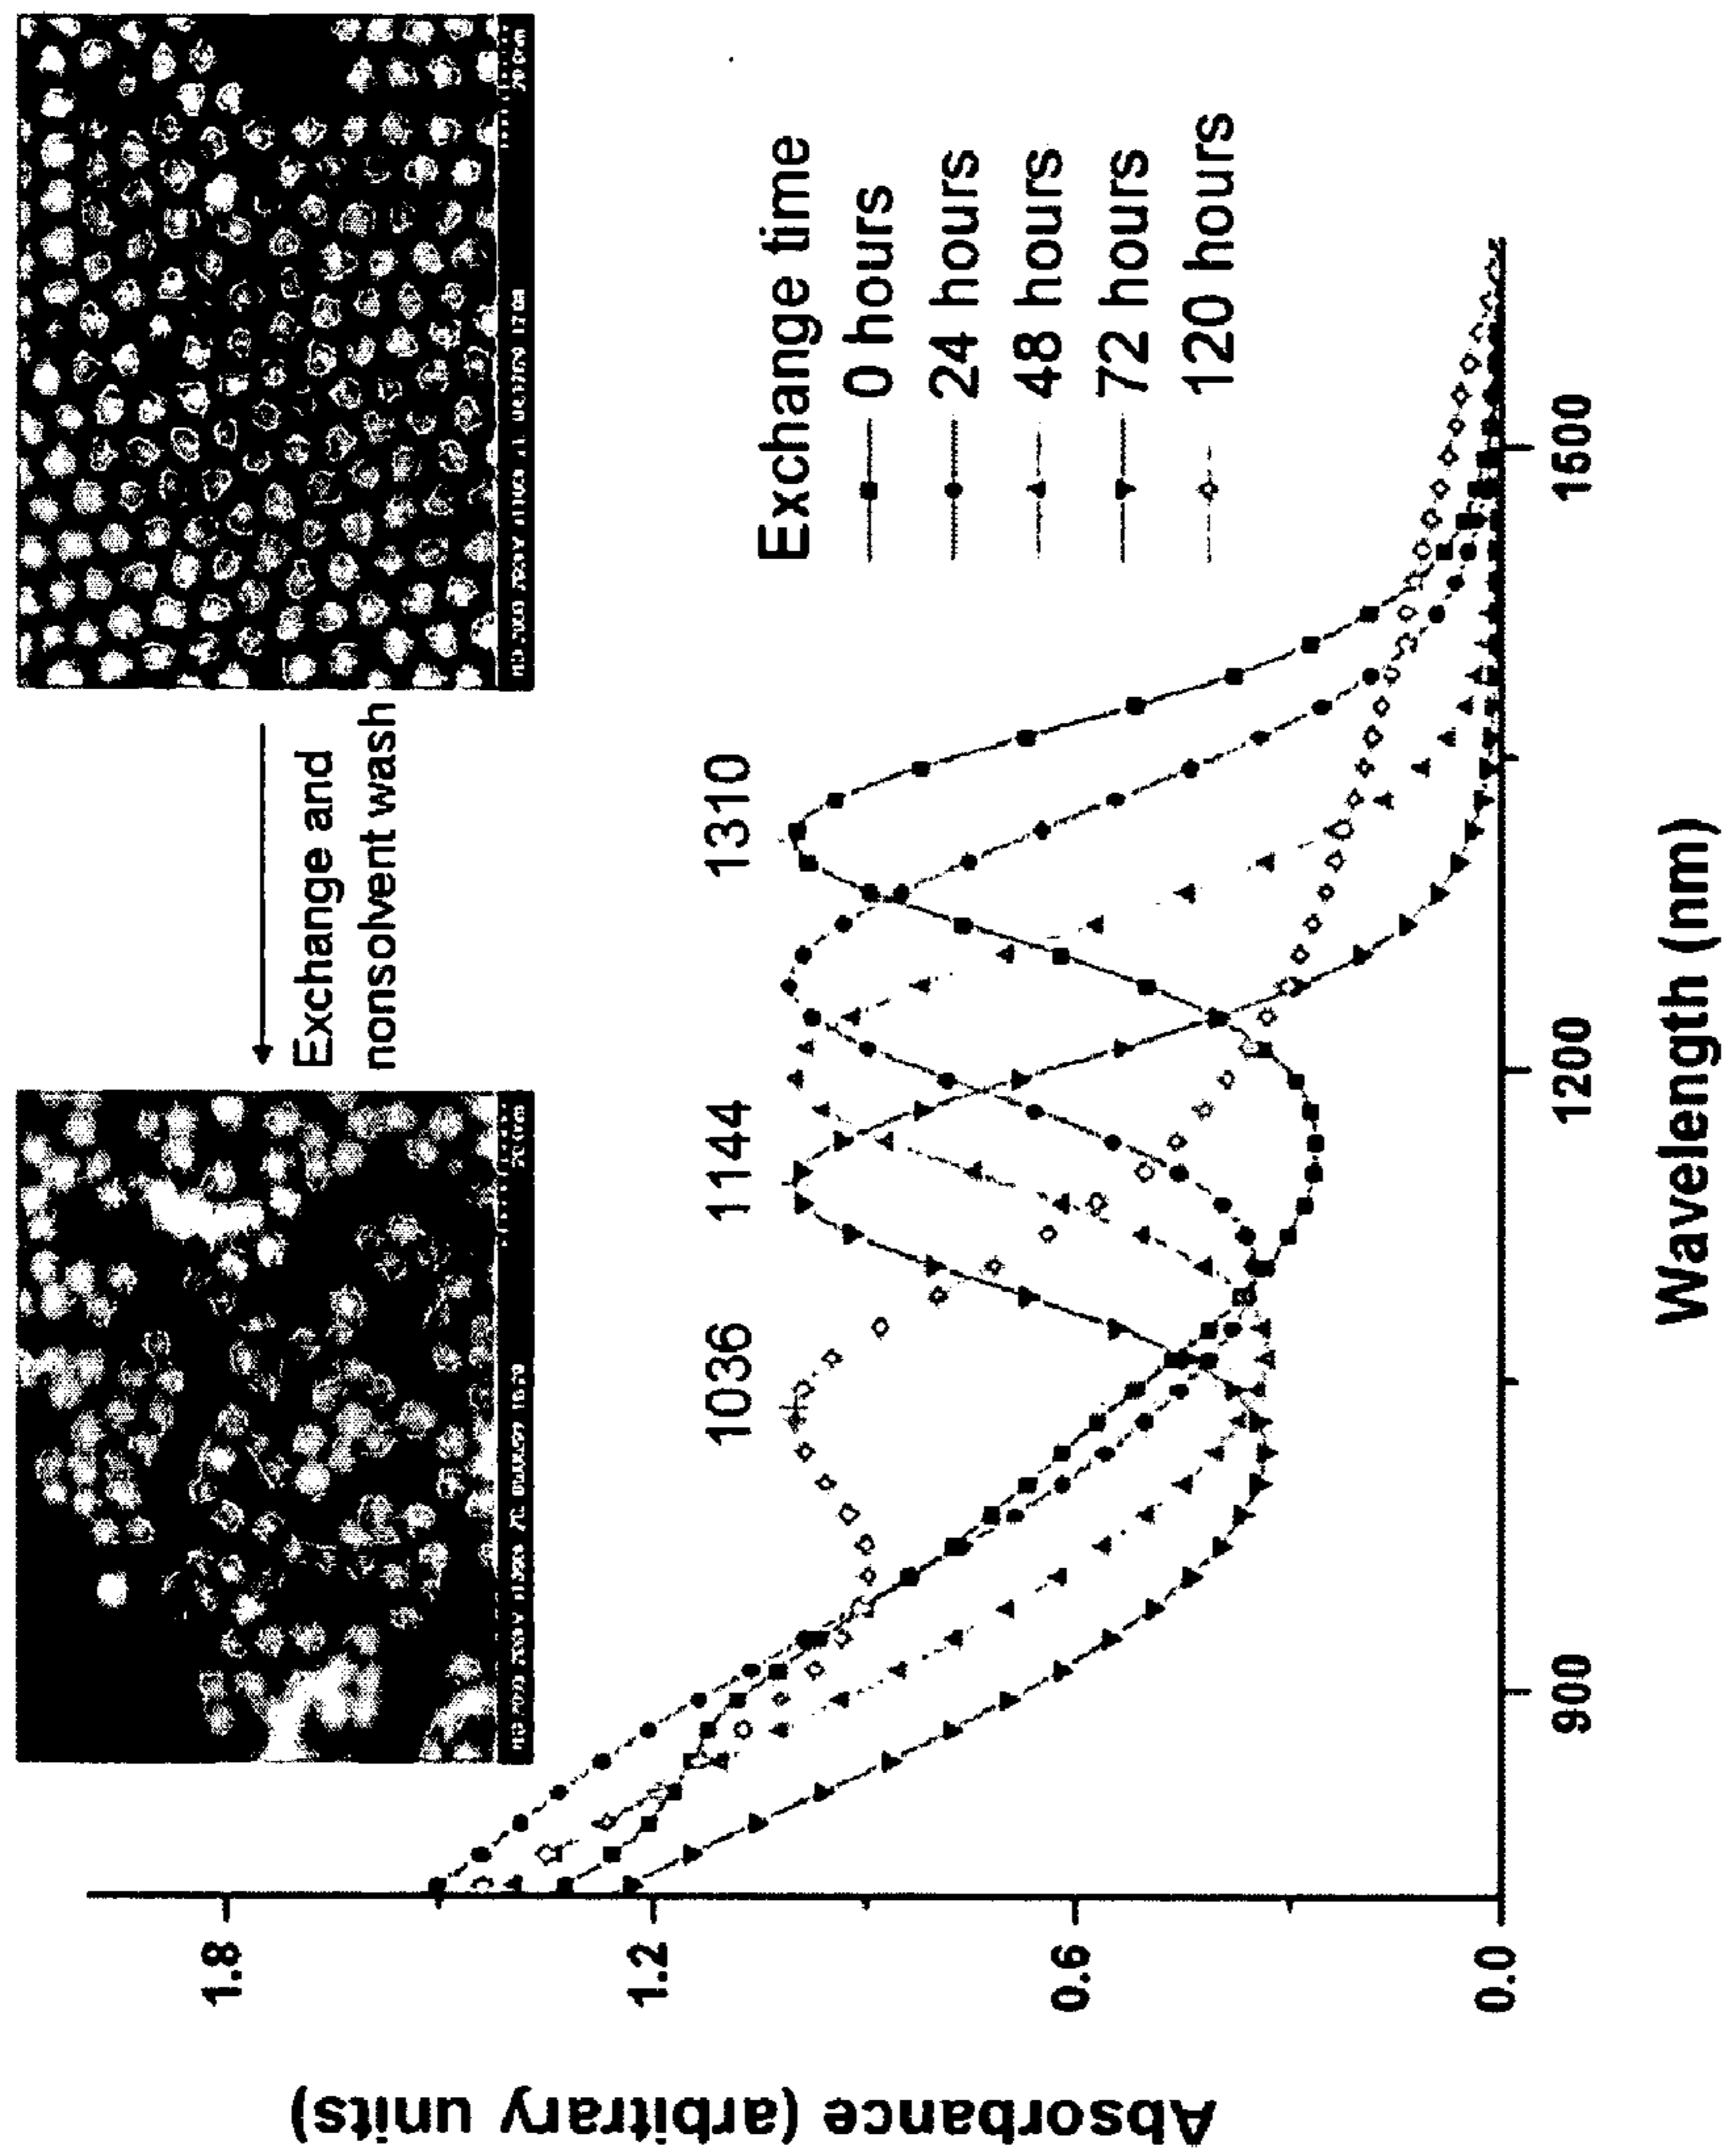 Exchange and
nonsolvent wash
1036
1144
1310
Exchange time
0 hours
24 hours
48 hours
72 hours
120 hours
Absorbance (arbitrary units)
1.8
1.2
0.6
0.0
900
1200
1500
Wavelength (nm)